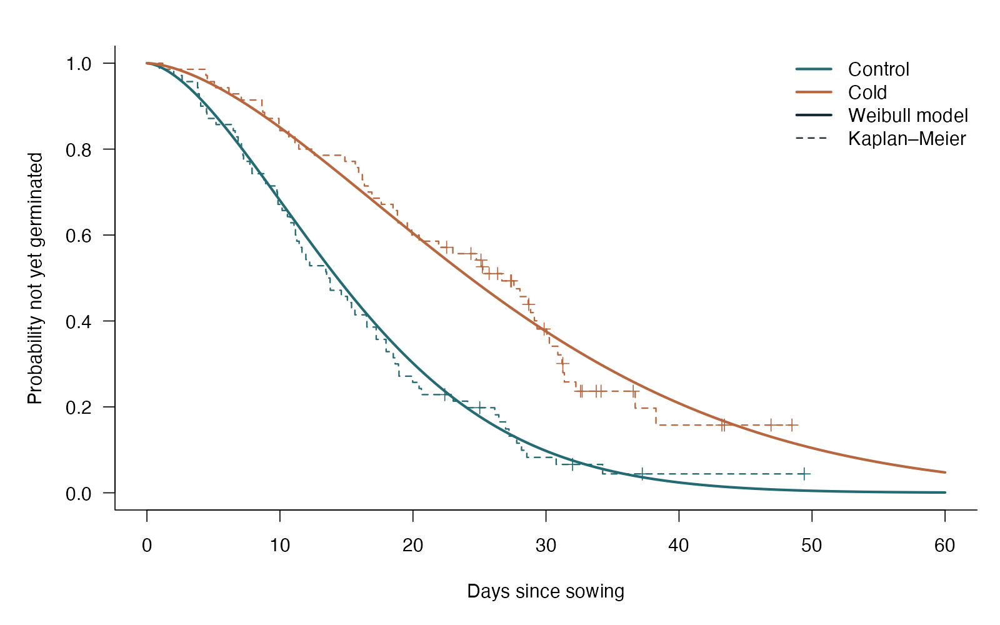 Control
Cold
Weibull model
Kaplan–Meier
Probability not yet germinated
1.0
0.8
0.6
0.4
0.2
0.0
0 10 20 30 40 50 60
Days since sowing